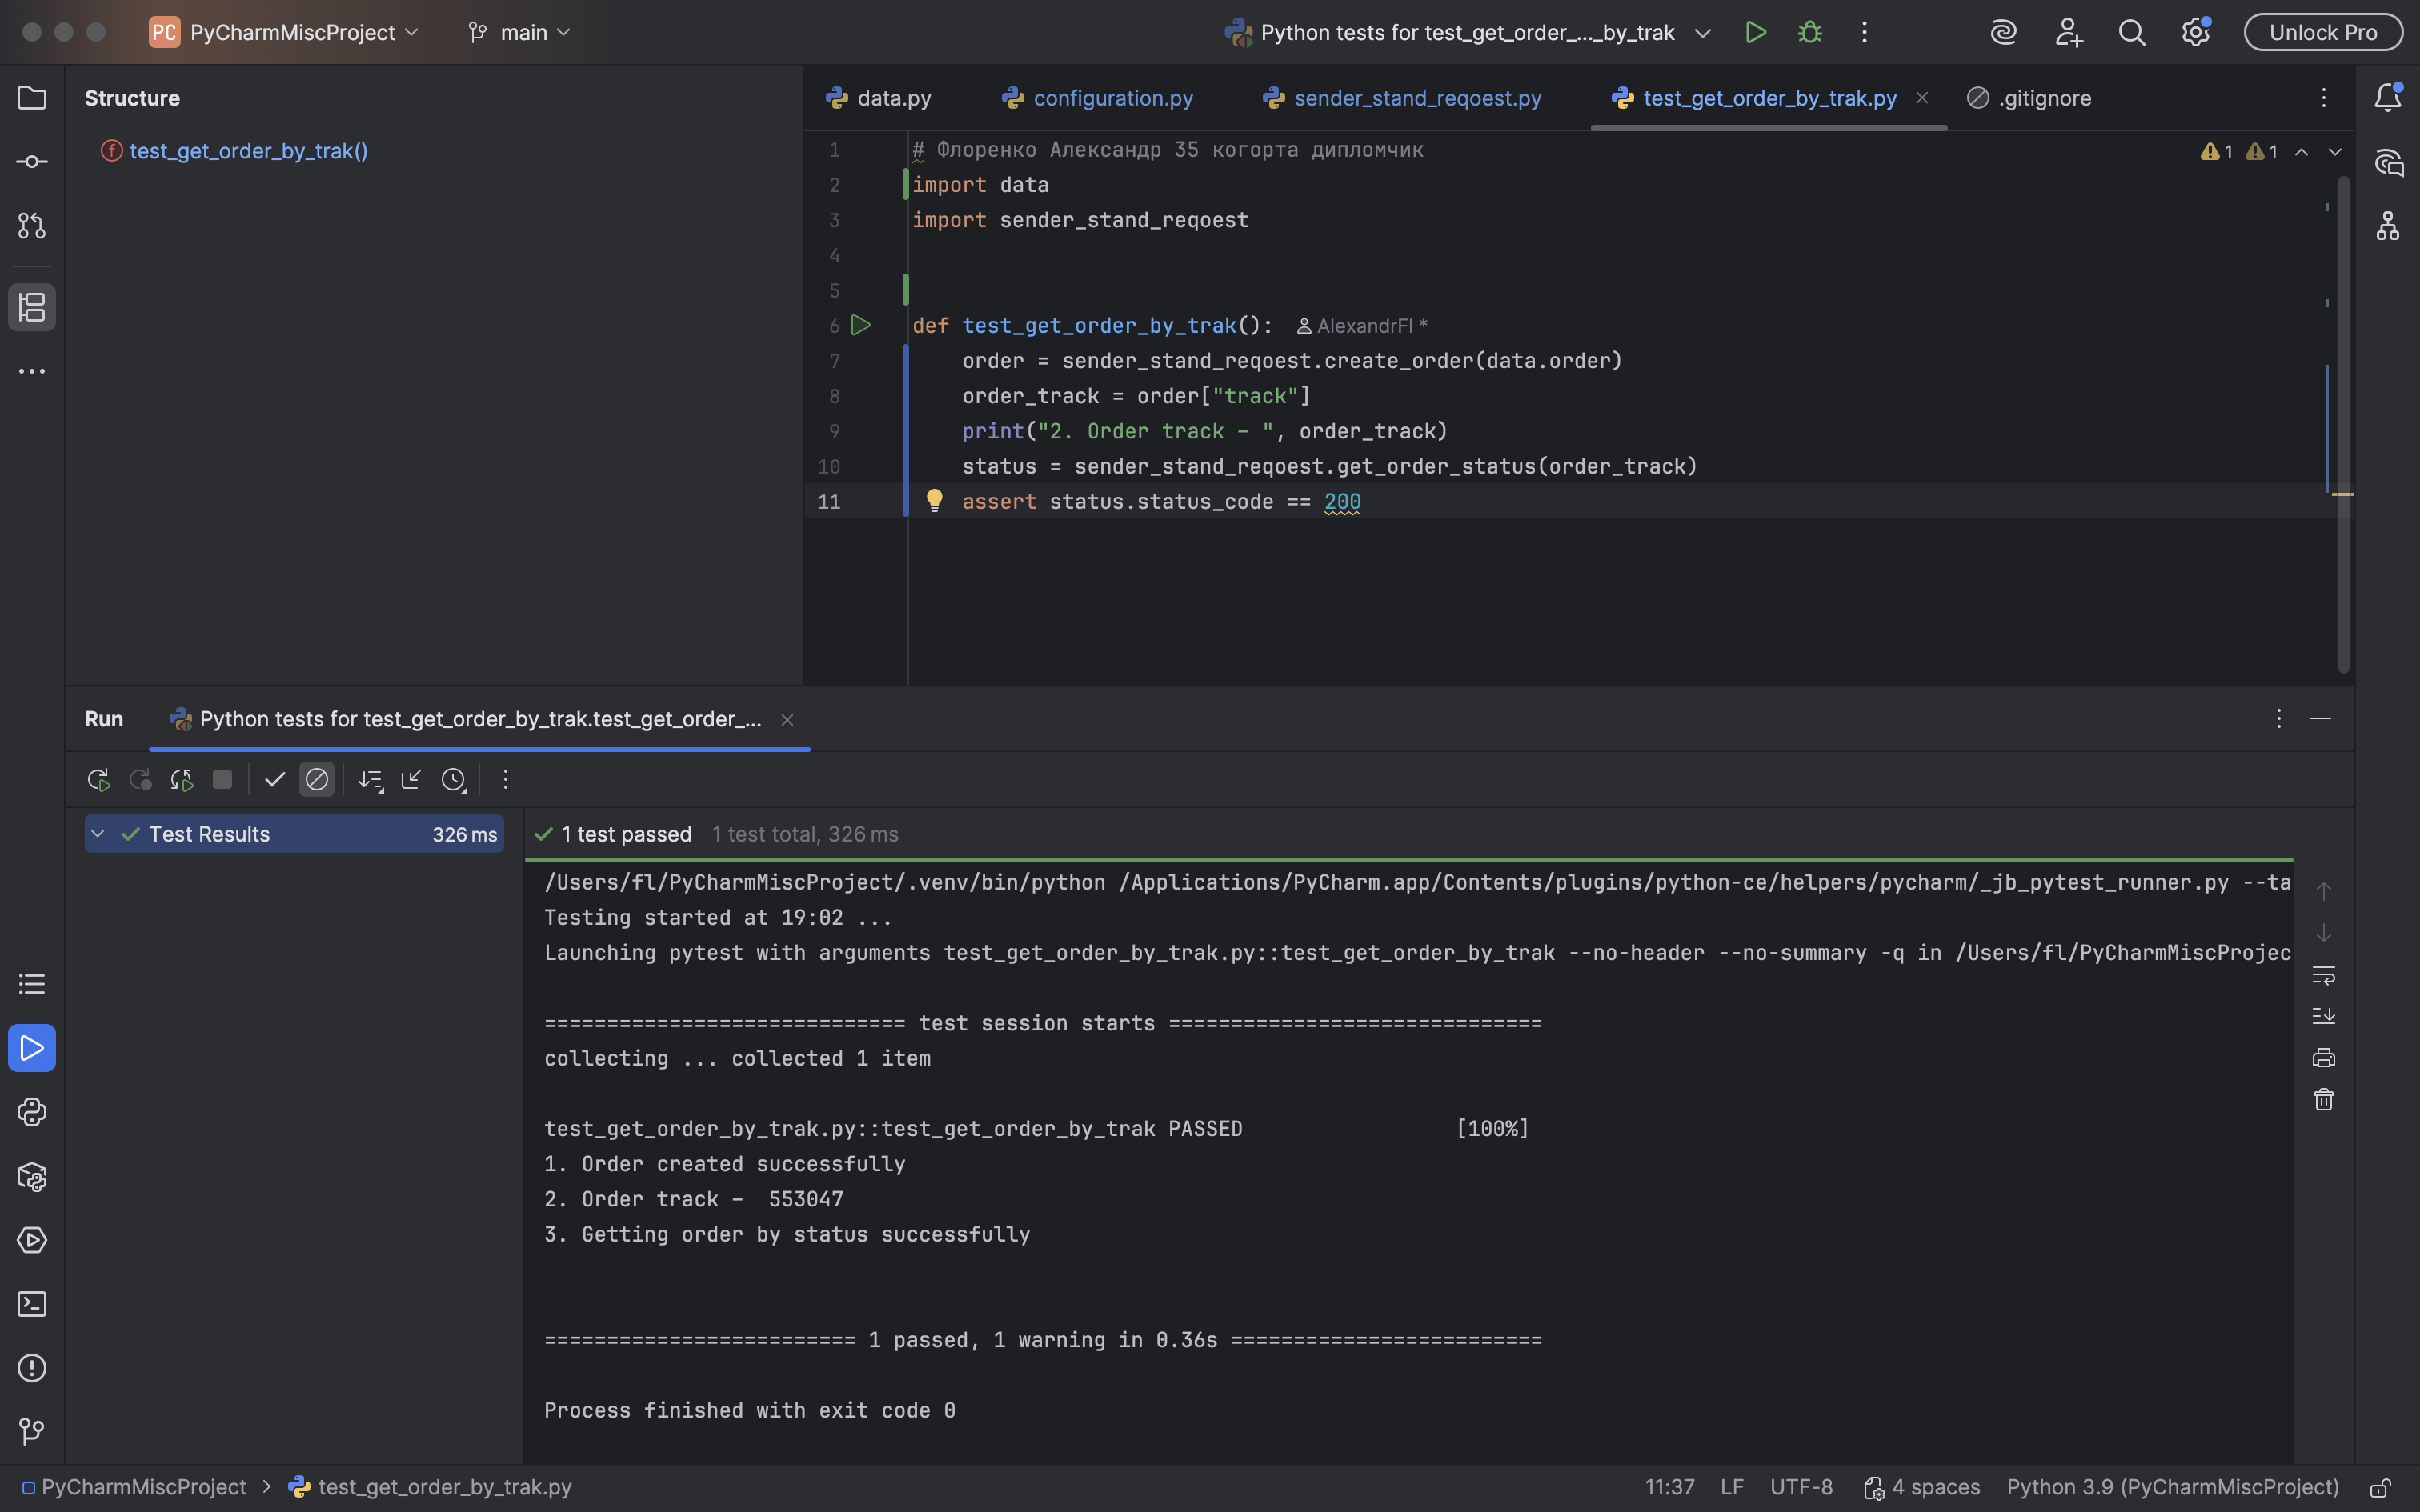 PC PyCharmMiscProject main Python tests for test_get_order_..._by_trak Unlock Pro
Structure
test_get_order_by_trak()
data.py configuration.py sender_stand_reqoest.py test_get_order_by_trak.py .gitignore
1 # Флоренко Александр 35 когорта дипломчик
1 1
2 import data
3 import sender_stand_reqoest
4
5
6 def test_get_order_by_trak(): AlexandrFl *
7 order = sender_stand_reqoest.create_order(data.order)
8 order_track = order["track"]
9 print("2. Order track - ", order_track)
10 status = sender_stand_reqoest.get_order_status(order_track)
11 assert status.status_code == 200
Run Python tests for test_get_order_by_trak.test_get_order_...
Test Results 326 ms
1 test passed 1 test total, 326 ms
/Users/fl/PyCharmMiscProject/.venv/bin/python /Applications/PyCharm.app/Contents/plugins/python-ce/helpers/pycharm/_jb_pytest_runner.py --ta
Testing started at 19:02 ...
Launching pytest with arguments test_get_order_by_trak.py::test_get_order_by_trak --no-header --no-summary -q in /Users/fl/PyCharmMiscProjec
============================= test session starts ==============================
collecting ... collected 1 item
test_get_order_by_trak.py::test_get_order_by_trak PASSED [100%]
1. Order created successfully
2. Order track -  553047
3. Getting order by status successfully
========================= 1 passed, 1 warning in 0.36s =========================
Process finished with exit code 0
PyCharmMiscProject > test_get_order_by_trak.py 11:37 LF UTF-8 4 spaces Python 3.9 (PyCharmMiscProject)